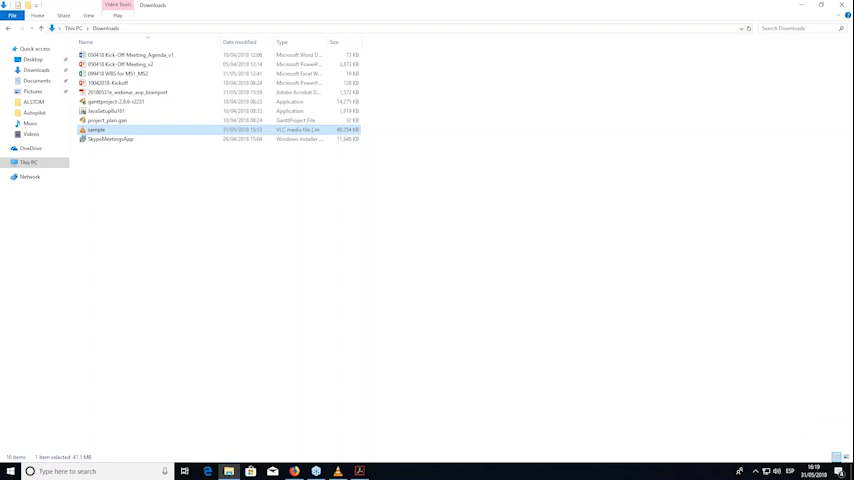 Video Tools Downloads
File Home Share View Play
This PC Downloads Search Downloads
Name Date modified Type Size
Quick access
Desktop
Downloads
Documents
Pictures
ALSTOM
Autopilot
Music
Videos
OneDrive
This PC
Network
050418 Kick-Off Meeting_Agenda_v1 10/04/2018 12:06 Microsoft Word D... 73 KB
050418 Kick-Off Meeting_v2 10/04/2018 12:14 Microsoft PowerP... 3,873 KB
099418 WBS for MS1_MS2 31/05/2018 12:41 Microsoft Excel W... 19 KB
10042018-Kickoff 10/04/2018 08:24 Microsoft PowerP... 128 KB
20180531e_webinac_aop_brainport 31/05/2018 15:39 Adobe Acrobat D... 1,572 KB
ganttproject-2.8.6-r2231 10/04/2018 08:23 Application 14,275 KB
JavaSetup8u161 10/04/2018 08:33 Application 1,819 KB
project_plan.gan 10/04/2018 08:24 GanttProject File 32 KB
sample 31/05/2018 15:53 VLC media file (.m 48,254 KB
SkypeMeetingsApp 26/04/2018 15:04 Windows Installer ... 11,648 KB
10 items 1 item selected 47.1 MB
Type here to search
ESP
16:19
31/05/2018